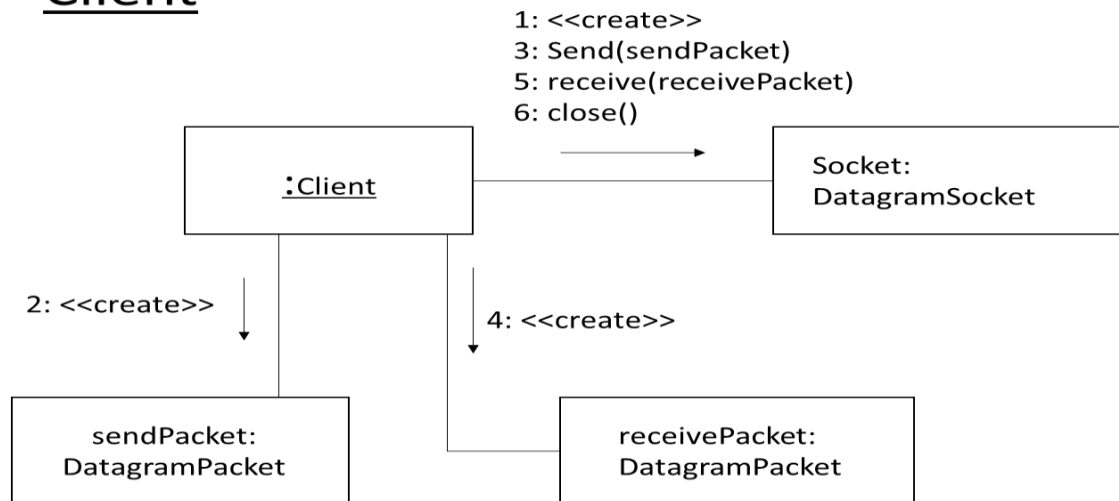 Client
1: <<create>>
3: Send(sendPacket)
5: receive(receivePacket)
6: close()
:Client
Socket:
DatagramSocket
2: <<create>>
4: <<create>>
sendPacket:
DatagramPacket
receivePacket:
DatagramPacket